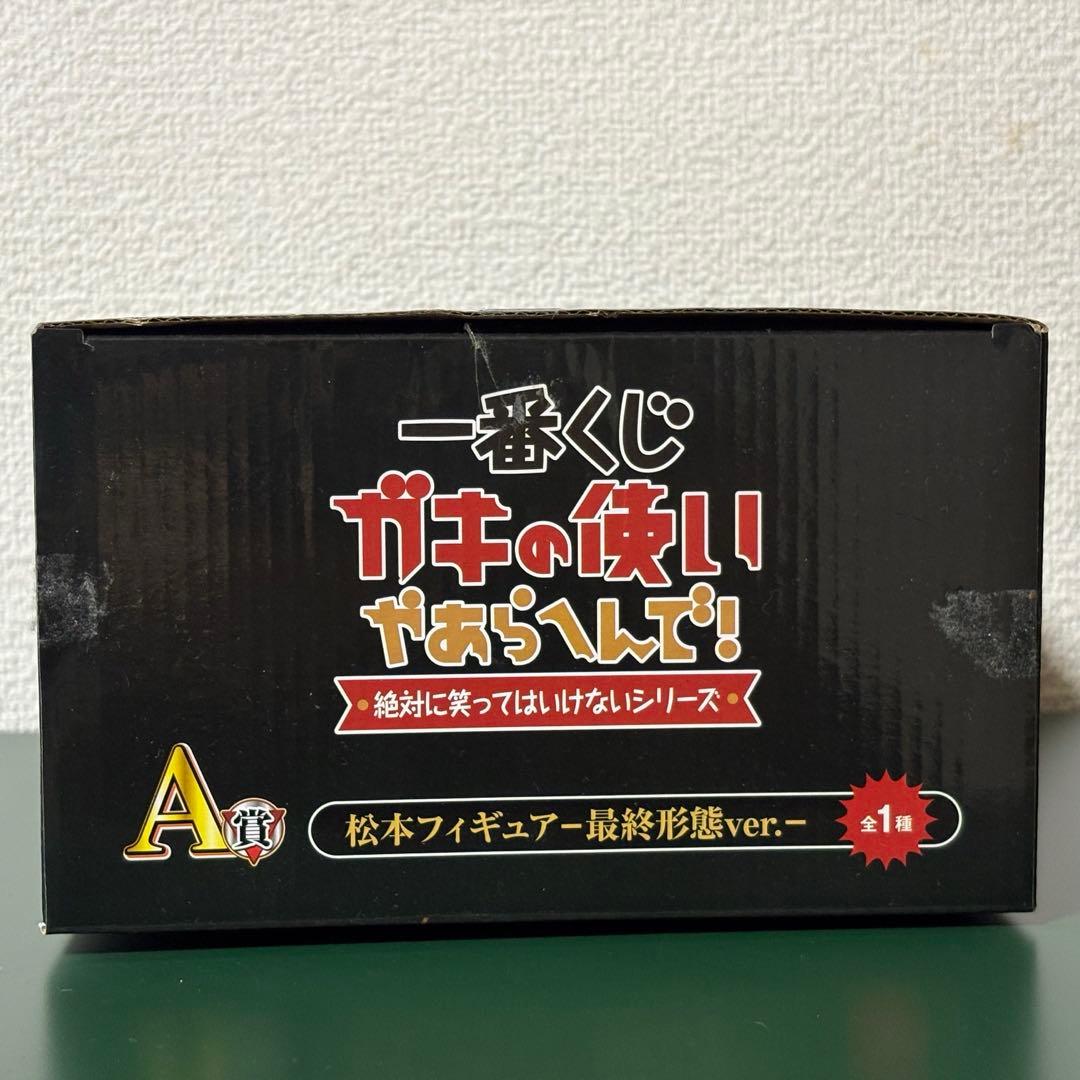 一番くじ
ガキの使い
やあらへんで!
・絶対に笑ってはいけないシリーズ・
A賞
松本フィギュアー最終形態ver.ー
全1種